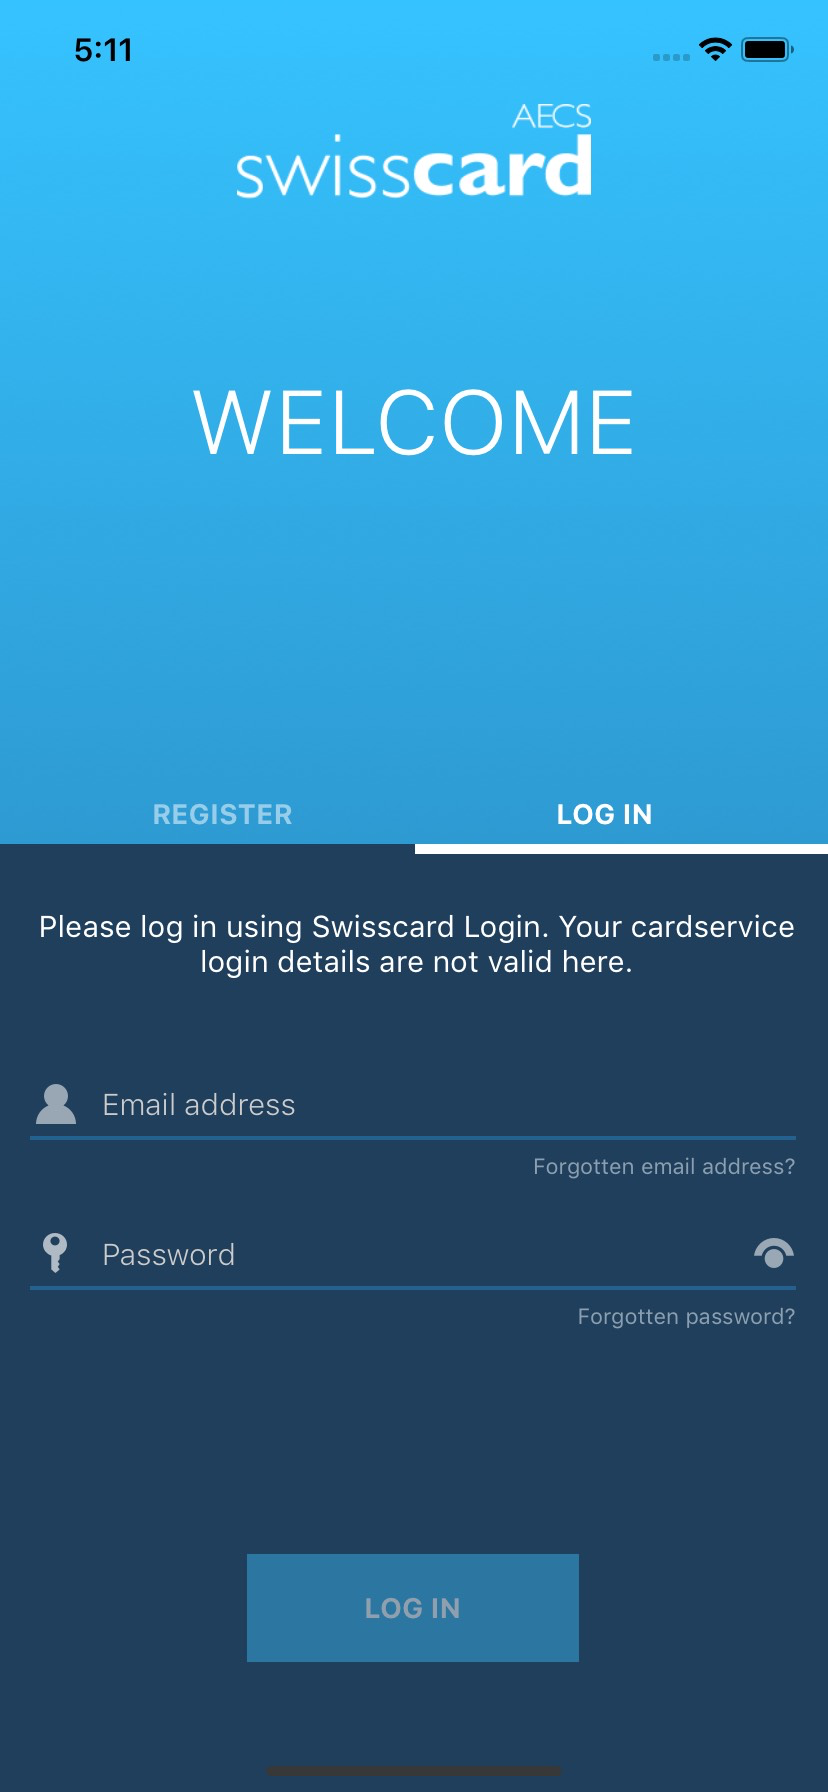 5:11
AECS
swisscard
WELCOME
REGISTER
LOG IN
Please log in using Swisscard Login. Your cardservice
login details are not valid here.
Email address
Forgotten email address?
Password
Forgotten password?
LOG IN